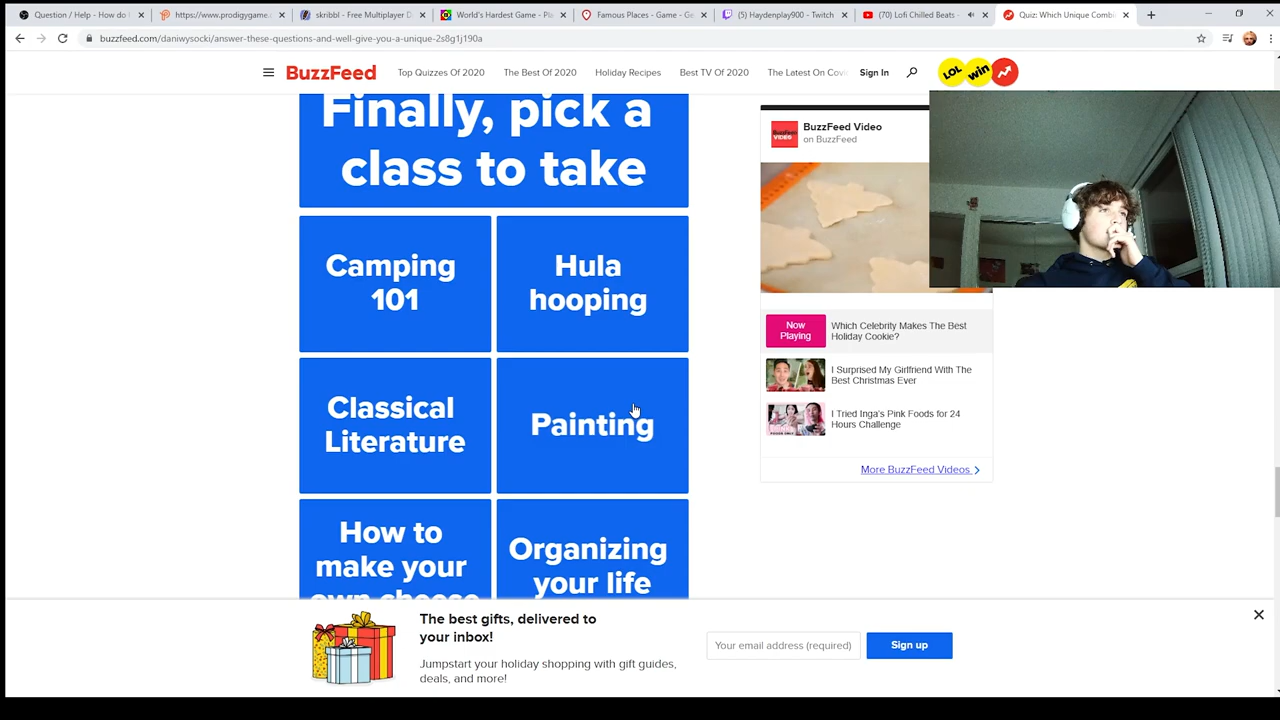 Question / Help - How do I
https://www.prodigygame.
skribbl - Free Multiplayer D
World's Hardest Game - Pla
Famous Places - Game - Ge
(5) Haydenplay900 - Twitch
(70) Lofi Chilled Beats -
Quiz: Which Unique Combi
buzzfeed.com/daniwysocki/answer-these-questions-and-well-give-you-a-unique-2s8g1j190a
BuzzFeed
Top Quizzes Of 2020
The Best Of 2020
Holiday Recipes
Best TV Of 2020
The Latest On Covi
Sign In
LOL
win
Finally, pick a
class to take
Camping
101
Hula
hooping
Classical
Literature
Painting
How to
make your
own cheese
Organizing
your life
BuzzFeed Video
on BuzzFeed
Now
Playing
Which Celebrity Makes The Best
Holiday Cookie?
I Surprised My Girlfriend With The
Best Christmas Ever
I Tried Inga's Pink Foods for 24
Hours Challenge
More BuzzFeed Videos
The best gifts, delivered to
your inbox!
Jumpstart your holiday shopping with gift guides,
deals, and more!
Your email address (required)
Sign up